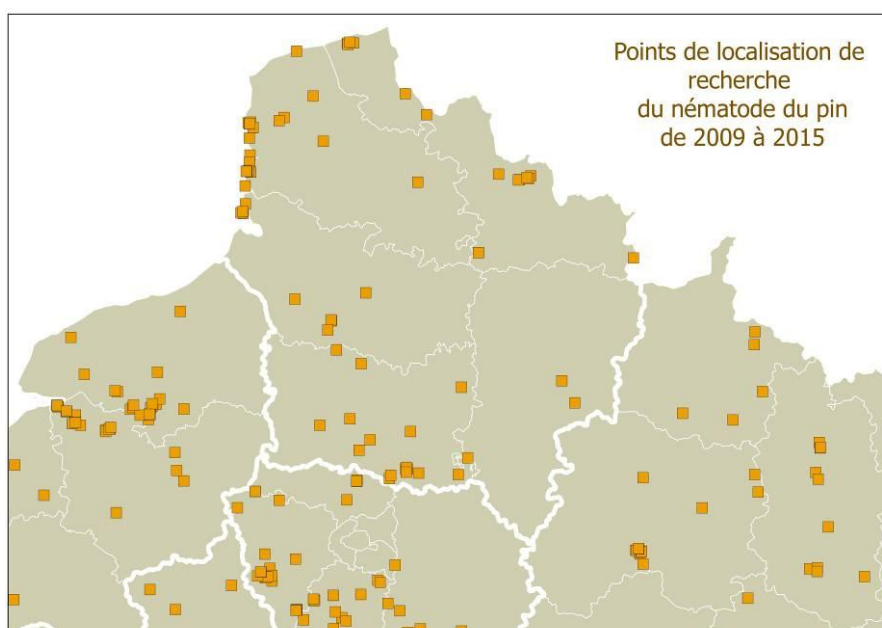 Points de localisation de
recherche
du nématode du pin
de 2009 à 2015